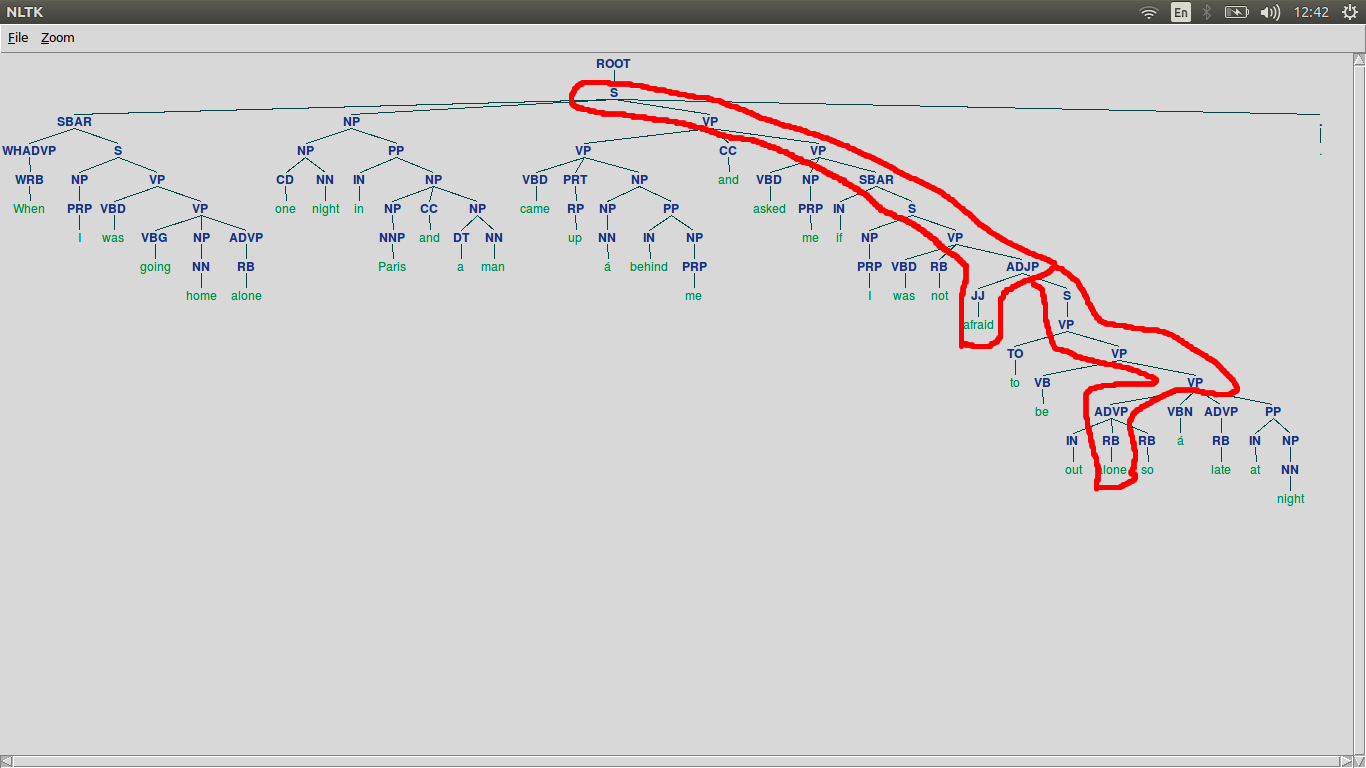 NLTK En 12:42
File Zoom
ROOT
S
SBAR NP VP .
WHADVP S NP PP VP CC VP .
WRB NP VP CD NN IN NP VBD PRT NP and VBD NP SBAR
When PRP VBD VP one night in NP CC NP came RP NP PP asked PRP IN S
I was VBG NP ADVP NNP and DT NN up NN IN NP me if NP VP
going NN RB Paris a man á behind PRP PRP VBD RB ADJP
home alone me I was not JJ S
afraid VP
TO VP
to VB VP
be ADVP VBN ADVP PP
IN RB RB á RB IN NP
out alone so late at NN
night